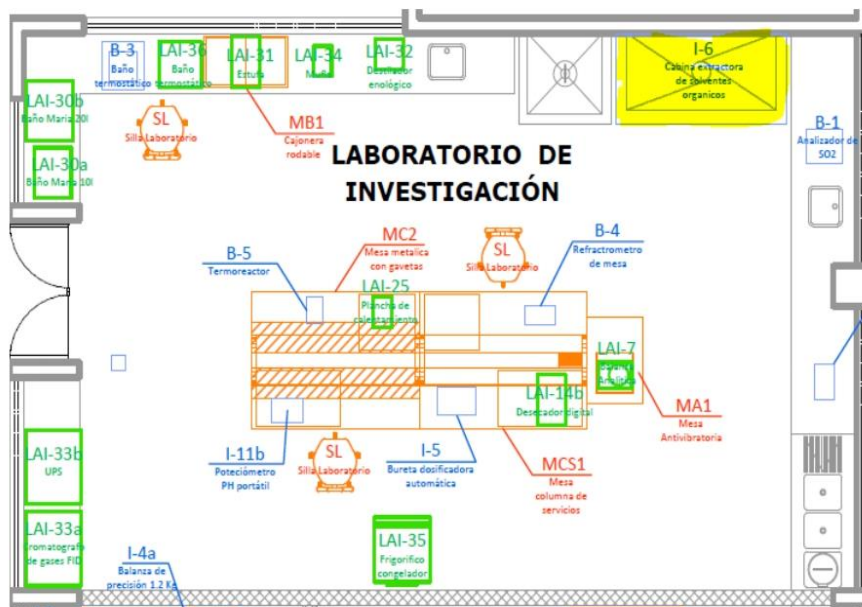 B-3
Baño
termostático
LAI-36
Baño
termostático
LAI-31
Estufa
LAI-34
LAI-32
Destilador
enológico
I-6
Cabina extractora
de solventes
organicos
LAI-30b
Baño Maria 20l
SL
Silla Laboratorio
MB1
Cajonera
rodable
B-1
Analizador de
SO2
LAI-30a
Baño Maria 10l
LABORATORIO DE
INVESTIGACIÓN
B-5
Termoreactor
MC2
Mesa metalica
con gavetas
SL
Silla Laboratorio
B-4
Refractrometro
de mesa
LAI-25
Plancha de
calentamiento
LAI-7
Balanza
Analítica
LAI-14b
Desecador digital
MA1
Mesa
Antivibratoria
LAI-33b
UPS
I-11b
Poteciómetro
PH portátil
SL
Silla Laboratorio
I-5
Bureta dosificadora
automática
MCS1
Mesa
columna de
servicios
LAI-33a
Cromatografo
de gases FID
I-4a
Balanza de
precisión 1.2 Kg
LAI-35
Frigorifico
congelador